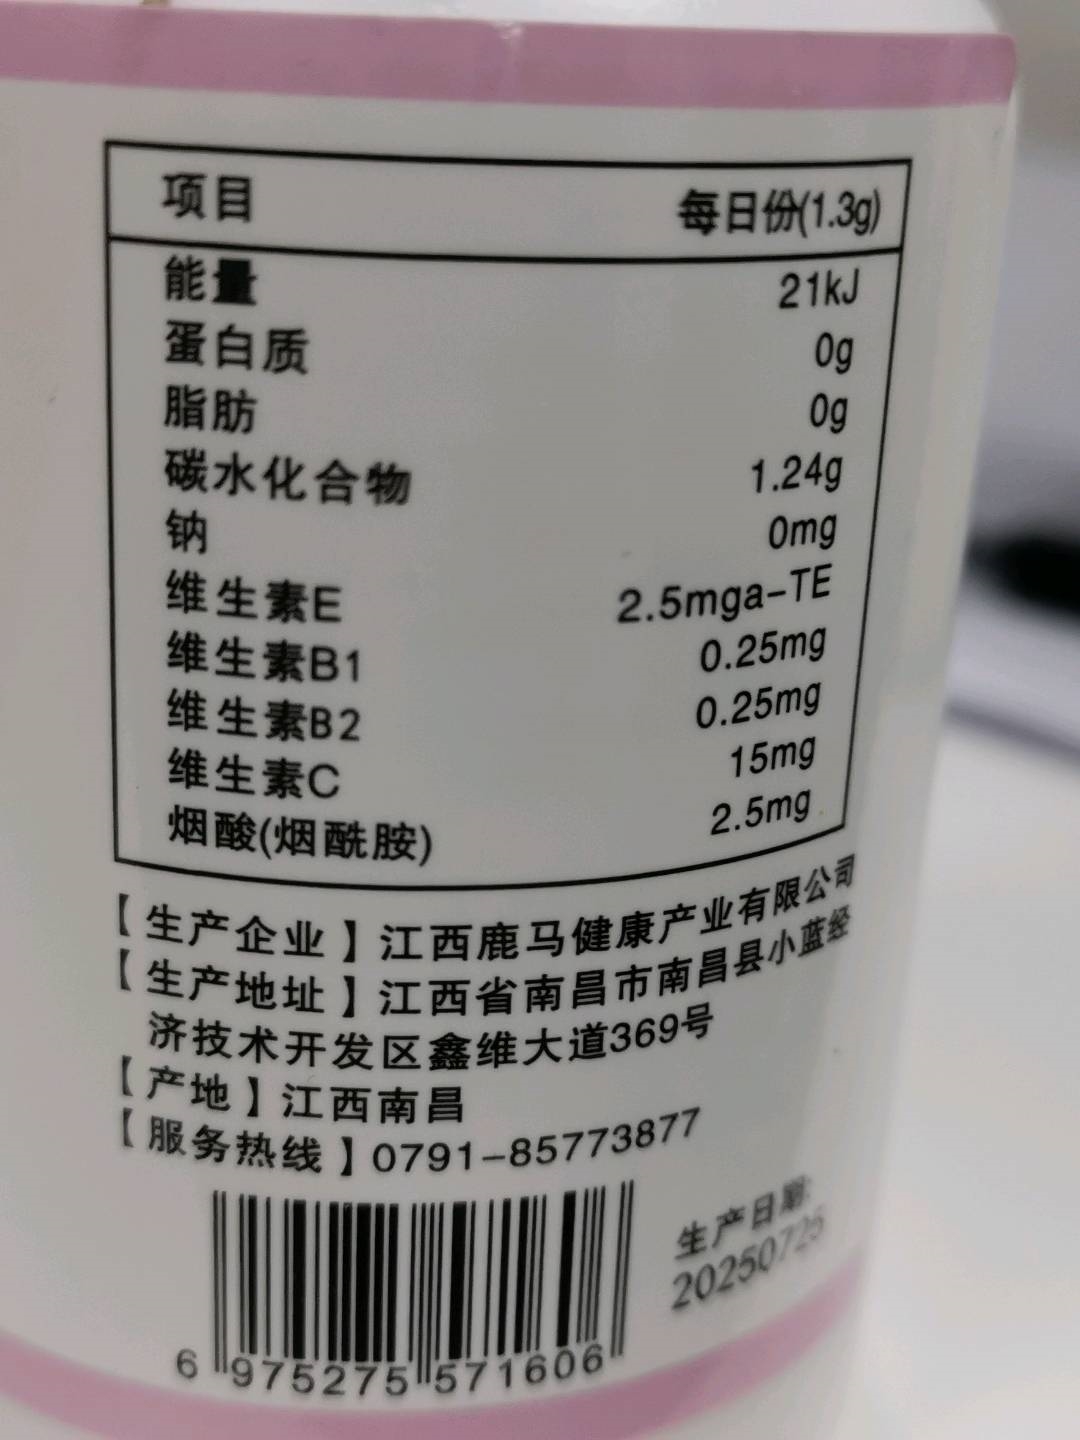 项目 每日份(1.3g)
能量 21kJ
蛋白质 0g
脂肪 0g
碳水化合物 1.24g
钠 0mg
维生素E 2.5mga-TE
维生素B1 0.25mg
维生素B2 0.25mg
维生素C 15mg
烟酸(烟酰胺) 2.5mg
【生产企业】江西鹿马健康产业有限公司
【生产地址】江西省南昌市南昌县小蓝经
济技术开发区鑫维大道369号
【产地】江西南昌
【服务热线】0791-85773877
生产日期:
20250725
6 975275 571606